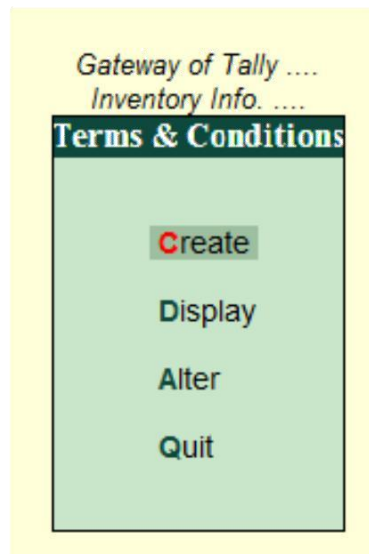 Gateway of Tally ....
Inventory Info. ....
Terms & Conditions
Create
Display
Alter
Quit